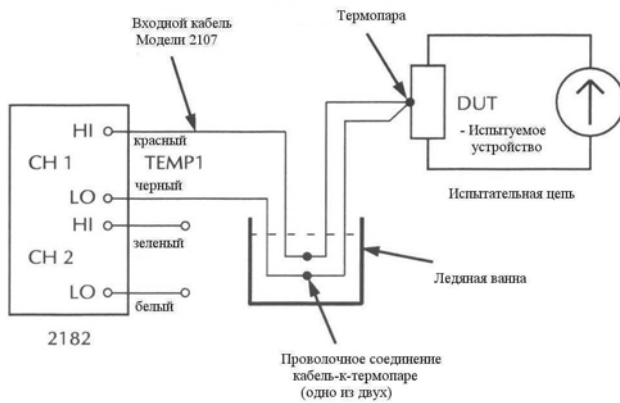 Входной кабель
Модели 2107
Термопара
HI
красный
CH 1
TEMP1
черный
LO
HI
зеленый
CH 2
LO
белый
2182
DUT
- Испытуемое
устройство
Испытательная цепь
Ледяная ванна
Проволочное соединение
кабель-к-термопаре
(одно из двух)